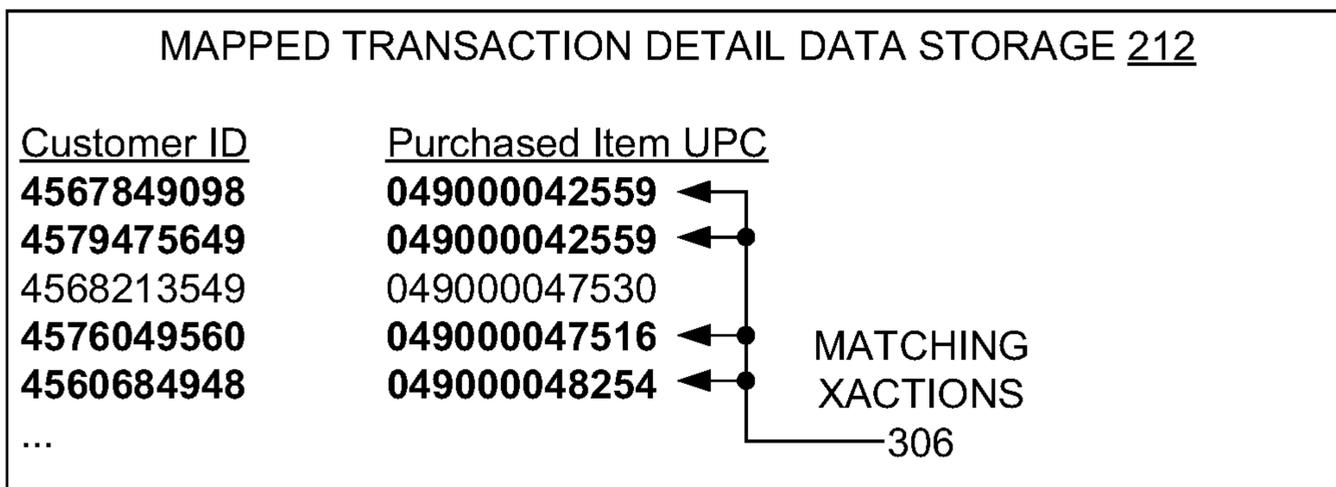 MAPPED TRANSACTION DETAIL DATA STORAGE 212
Customer ID Purchased Item UPC
4567849098 049000042559
4579475649 049000042559
4568213549 049000047530
4576049560 049000047516
4560684948 049000048254
...
MATCHING
XACTIONS
306